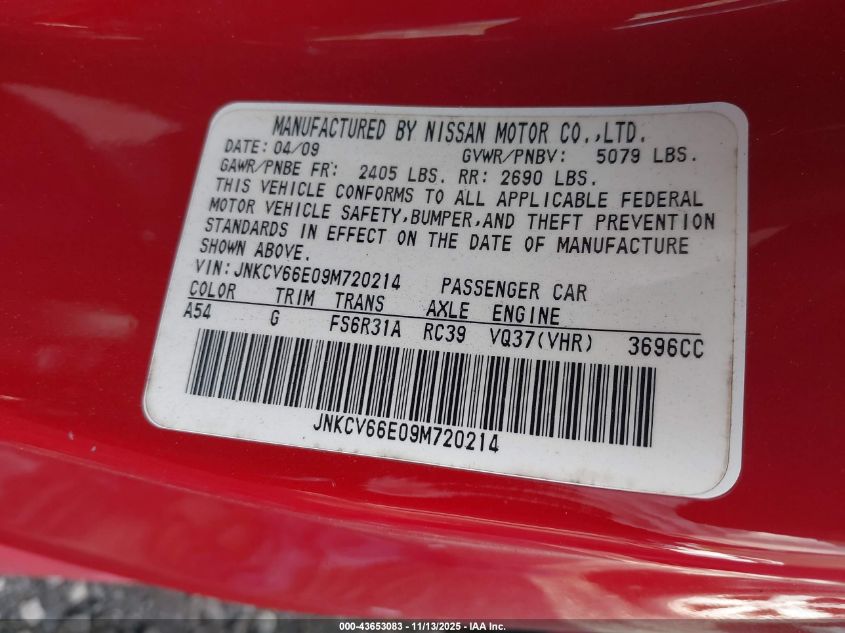 MANUFACTURED BY NISSAN MOTOR CO.,LTD.
DATE: 04/09 GVWR/PNBV: 5079 LBS.
GAWR/PNBE FR: 2405 LBS. RR: 2690 LBS.
THIS VEHICLE CONFORMS TO ALL APPLICABLE FEDERAL
MOTOR VEHICLE SAFETY,BUMPER,AND THEFT PREVENTION
STANDARDS IN EFFECT ON THE DATE OF MANUFACTURE
SHOWN ABOVE.
VIN:JNKCV66E09M720214 PASSENGER CAR
COLOR TRIM TRANS AXLE ENGINE
A54 G FS6R31A RC39 VQ37(VHR) 3696CC
JNKCV66E09M720214
000-43653083 - 11/13/2025 - IAA Inc.